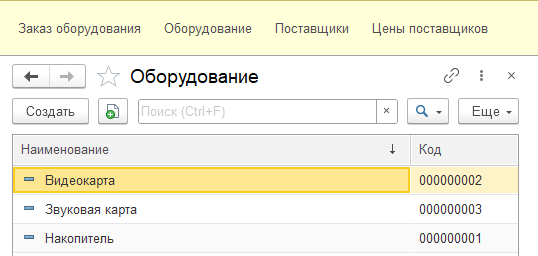 Заказ оборудования Оборудование Поставщики Цены поставщиков
Оборудование
Создать Поиск (Ctrl+F) × Еще
Наименование ↓ Код
Видеокарта 000000002
Звуковая карта 000000003
Накопитель 000000001